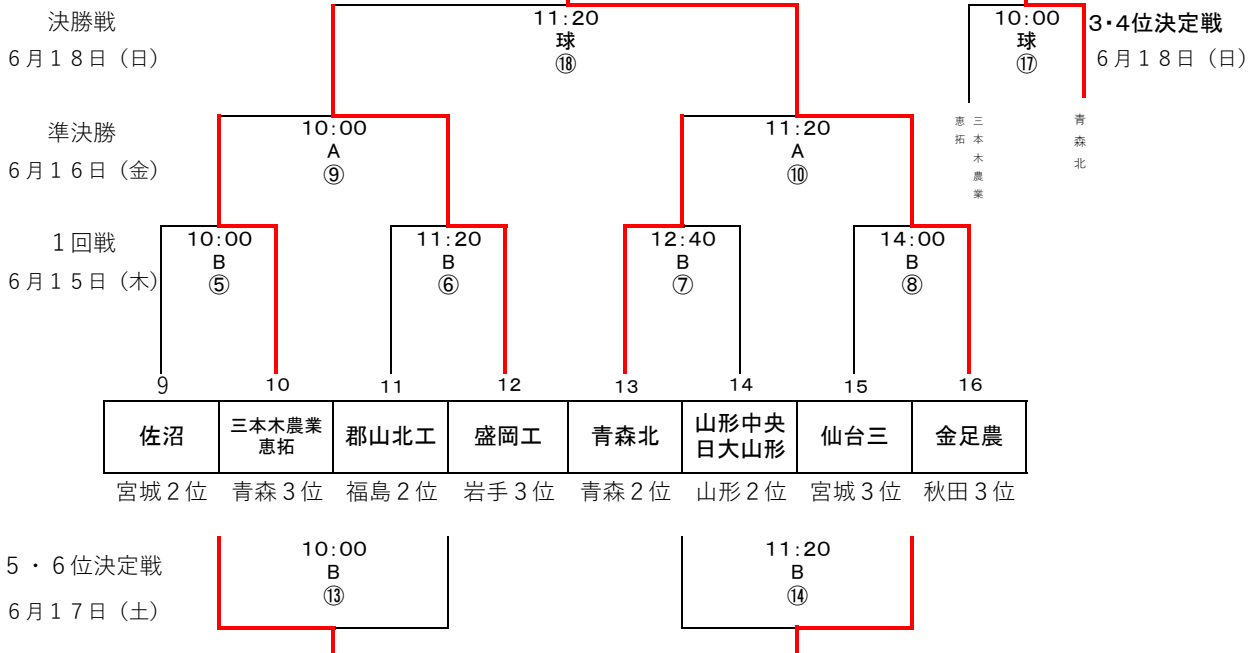 決勝戦
6月18日（日）
11:20
球
⑱
10:00
球
⑰
3・4位決定戦
6月18日（日）
三本木農業
恵拓
青森北
準決勝
6月16日（金）
10:00
A
⑨
11:20
A
⑩
1回戦
6月15日（木）
10:00
B
⑤
11:20
B
⑥
12:40
B
⑦
14:00
B
⑧
9 10 11 12 13 14 15 16
佐沼
三本木農業
恵拓
郡山北工
盛岡工
青森北
山形中央
日大山形
仙台三
金足農
宮城2位 青森3位 福島2位 岩手3位 青森2位 山形2位 宮城3位 秋田3位
5・6位決定戦
6月17日（土）
10:00
B
⑬
11:20
B
⑭